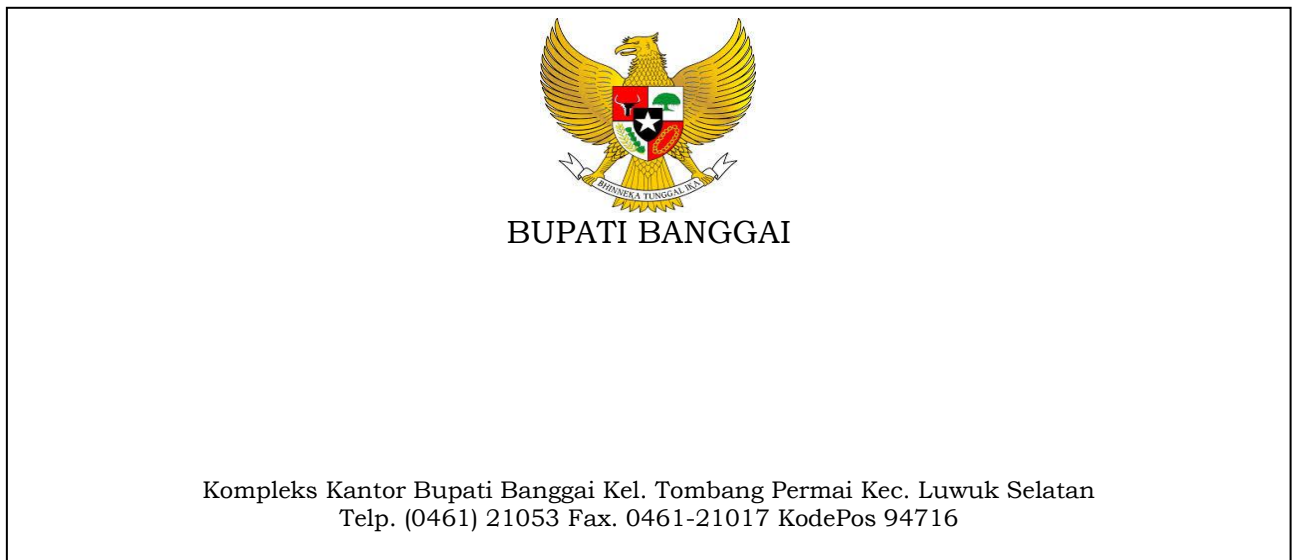 BHINNEKA TUNGGAL IKA
BUPATI BANGGAI
Kompleks Kantor Bupati Banggai Kel. Tombang Permai Kec. Luwuk Selatan
Telp. (0461) 21053 Fax. 0461-21017 KodePos 94716